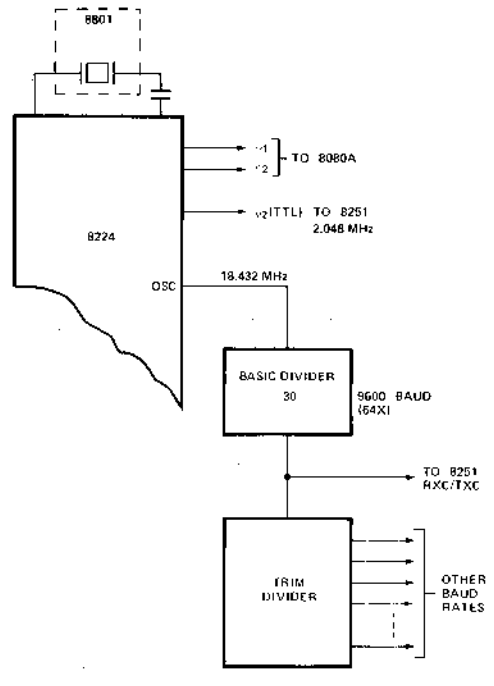 8801
TO 8080A
(TTL) TO 8251
2.048 MHz
8224
OSC
18.432 MHz
BASIC DIVIDER
30
9600 BAUD
(64X)
TO 8251
RXC/TXC
TRIM
DIVIDER
OTHER
BAUD
RATES